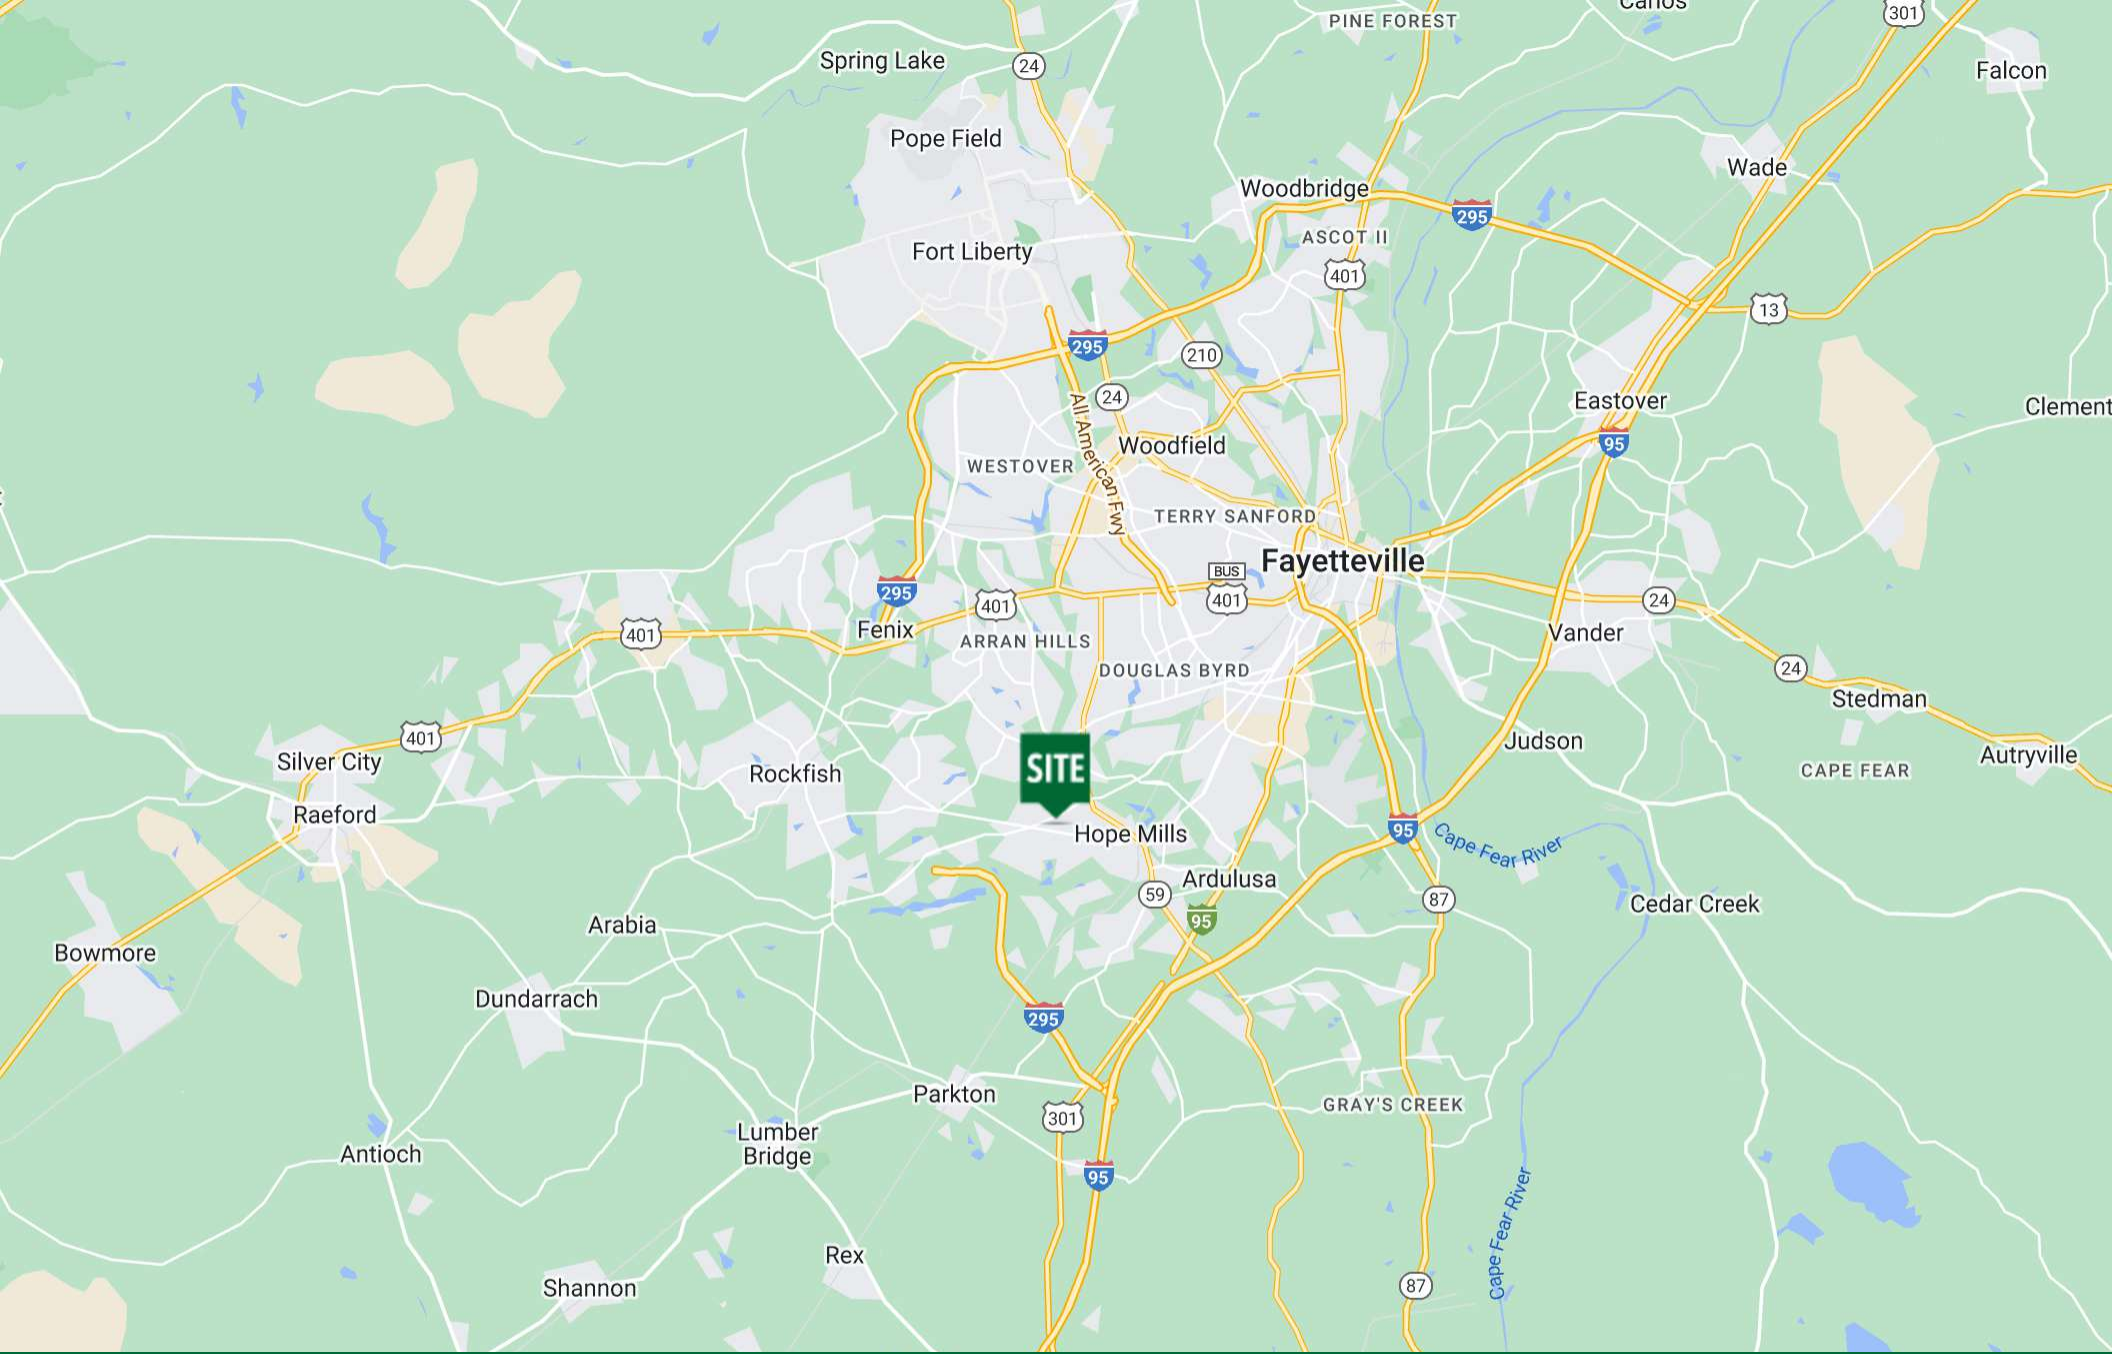 Carlos
301
PINE FOREST
Spring Lake
24
Falcon
Pope Field
Wade
Woodbridge
295
ASCOT II
Fort Liberty
401
13
295
210
24
Eastover
Clement
All American Fwy
Woodfield
95
WESTOVER
TERRY SANFORD
Fayetteville
BUS
401
295
401
24
Fenix
401
ARRAN HILLS
Vander
DOUGLAS BYRD
24
Stedman
401
Judson
Silver City
SITE
Rockfish
CAPE FEAR
Autryville
Raeford
Hope Mills
95
Cape Fear River
Ardulusa
59
87
95
Cedar Creek
Arabia
Bowmore
Dundarrach
295
Parkton
GRAY'S CREEK
301
Lumber
Bridge
Antioch
95
Cape Fear River
Rex
Shannon
87